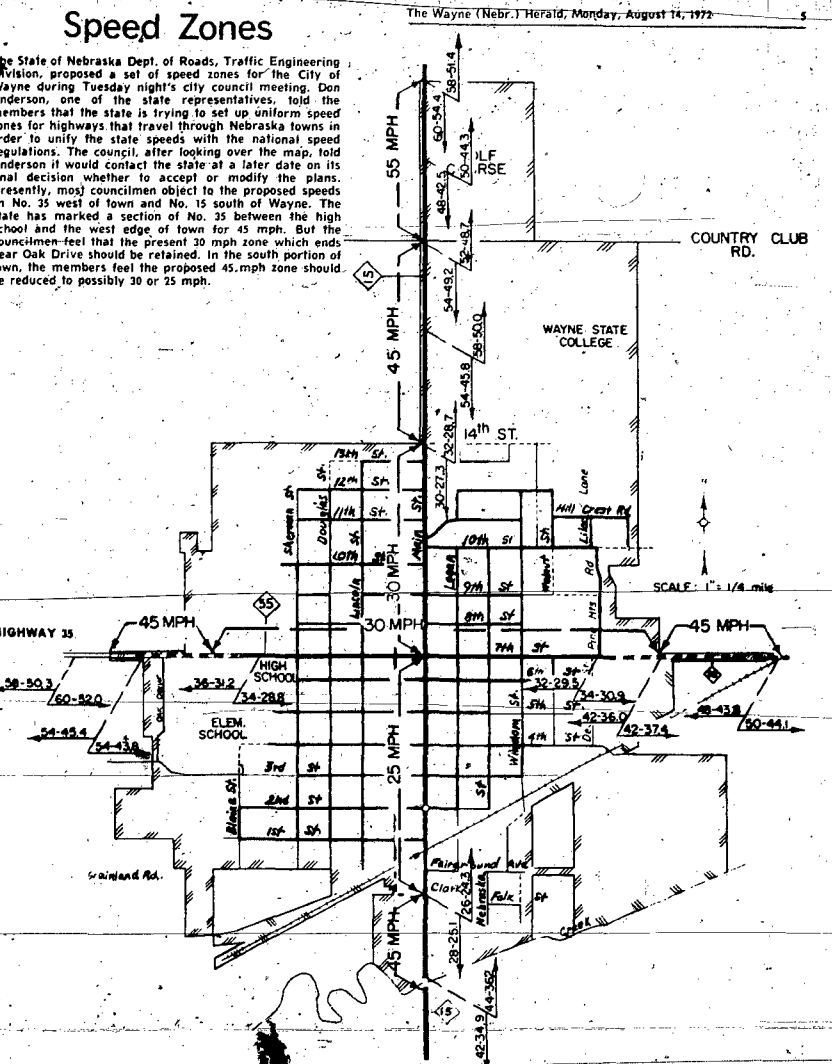 The Wayne (Nebr.) Herald, Monday, August 14, 1972
5
Speed Zones
he State of Nebraska Dept. of Roads, Traffic Engineering
ivision, proposed a set of speed zones for the City of
ayne during Tuesday night's city council meeting. Don
nderson, one of the state representatives, told the
embers that the state is trying to set up uniform speed
ones for highways that travel through Nebraska towns in
rder to unify the state speeds with the national speed
egulations. The council, after looking over the map, told
nderson it would contact the state at a later date on its
nal decision whether to accept or modify the plans.
resently, most councilmen object to the proposed speeds
n No. 35 west of town and No. 15 south of Wayne. The
tate has marked a section of No. 35 between the high
chool and the west edge of town for 45 mph. But the
ouncilmen feel that the present 30 mph zone which ends
ear Oak Drive should be retained. In the south portion of
own, the members feel the proposed 45 mph zone should
e reduced to possibly 30 or 25 mph.
58-51.4
60-54.4
55 MPH
50-44.3
OLF
RSE
48-42.5
52-48.7
COUNTRY CLUB
RD.
15
54-49.2
58-50.0
45 MPH
WAYNE STATE
COLLEGE
54-45.8
32-28.7
14th ST.
30-27.3
13th St.
12th St.
11th St.
10th St
Sherman St
Douglas St.
Lincoln St.
Main St.
Hill Crest Rd
Lilac Lane
10th St
Logan
Walnut St
9th St
8th St
7th St
30 MPH
SCALE: 1" = 1/4 mile
HIGHWAY 35
45 MPH
35
30 MPH
45 MPH
HIGH
SCHOOL
58-50.3
60-52.0
36-31.2
34-28.8
6th St
32-29.5
34-30.9
5th St
42-36.0
42-37.4
48-43.8
50-44.1
54-45.4
54-43.8
OAK DRIVE
ELEM.
SCHOOL
4th St
Windom St.
25 MPH
3rd St
2nd St
1st St
Blaine St.
St
Grainland Rd.
Fairground Ave
Clark
26-24.3
Nebraska
Folk St
28-25.1
Creek
45 MPH
44-36.2
15
42-34.9